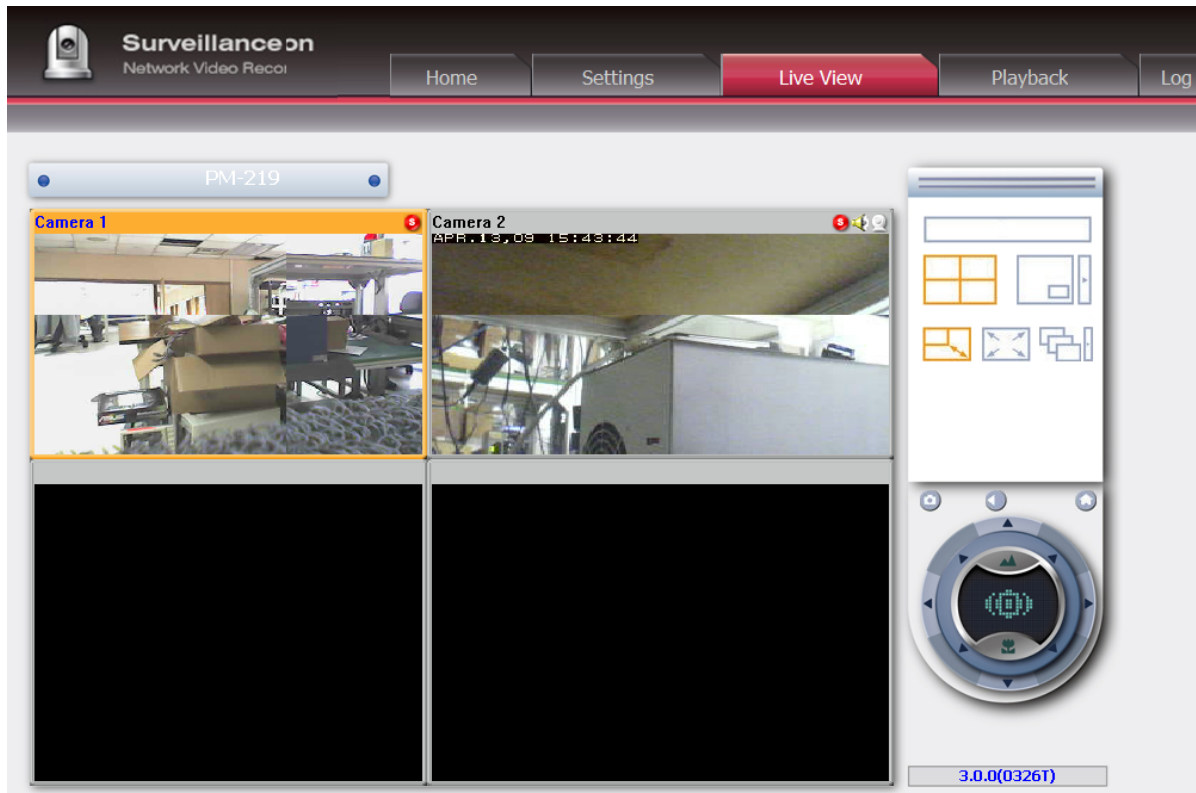 Surveillanceon
Network Video Recor
Home
Settings
Live View
Playback
Log
PM-219
Camera 1
S
Camera 2
S
APR.13,09 15:43:44
3.0.0(0326T)